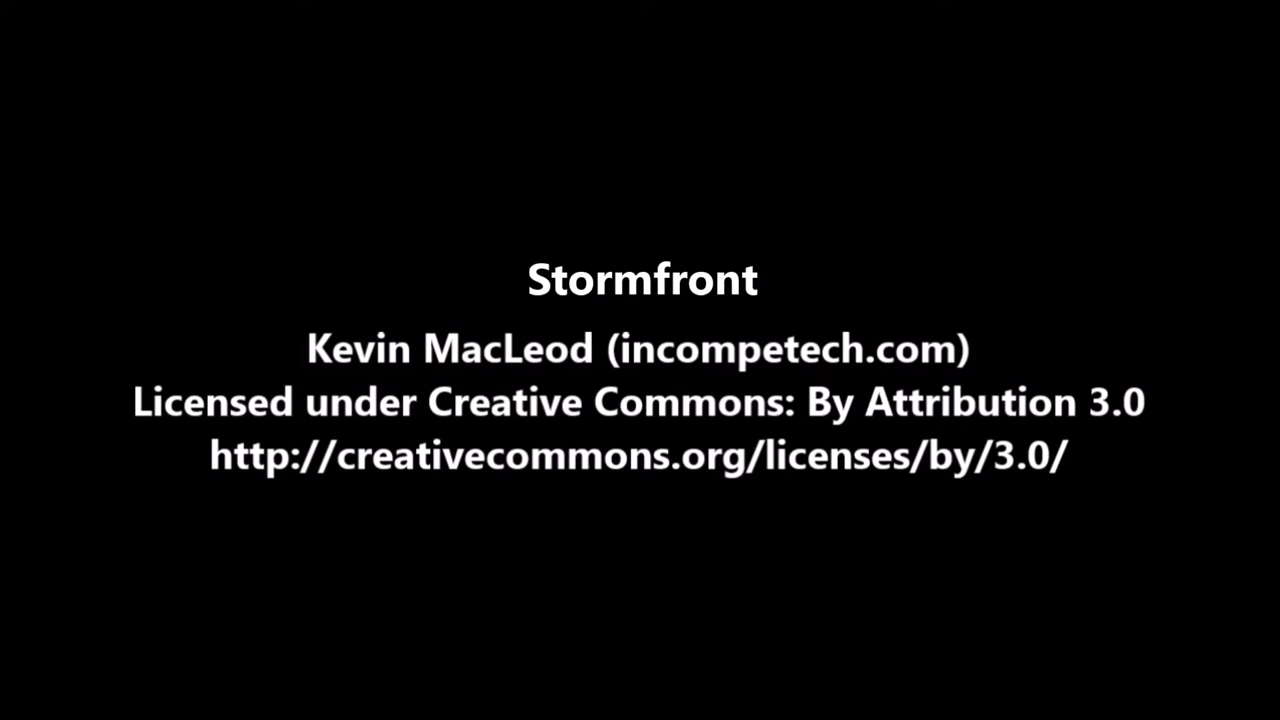 Stormfront
Kevin MacLeod (incompetech.com)
Licensed under Creative Commons: By Attribution 3.0
http://creativecommons.org/licenses/by/3.0/